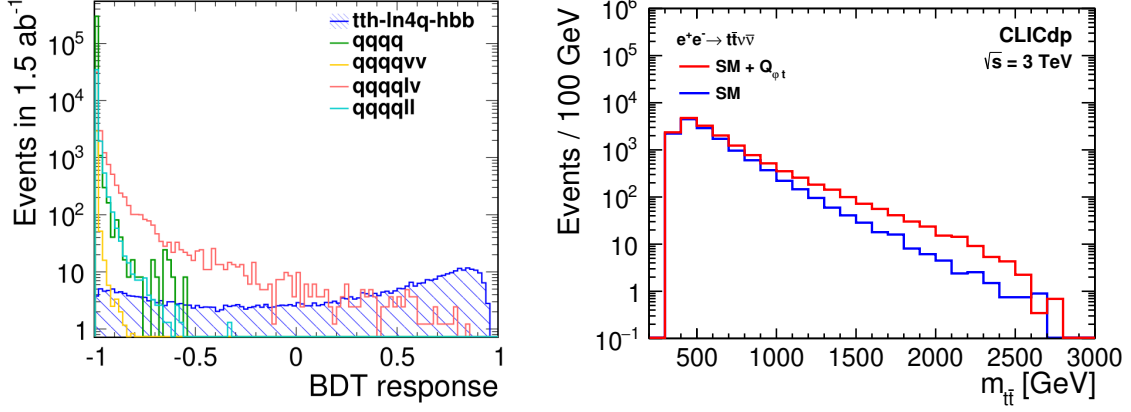 Events in 1.5 ab⁻¹
10⁵
10⁴
10³
10²
10
1
tth-ln4q-hbb
qqqq
qqqqvv
qqqqlv
qqqqll
-1 -0.5 0 0.5 1
BDT response
Events / 100 GeV
10⁶
10⁵
10⁴
10³
10²
10
1
10⁻¹
e⁺e⁻→ tt̄νν̄
SM + Q_φt
SM
CLICdp
√s = 3 TeV
500 1000 1500 2000 2500 3000
m_tt̄ [GeV]